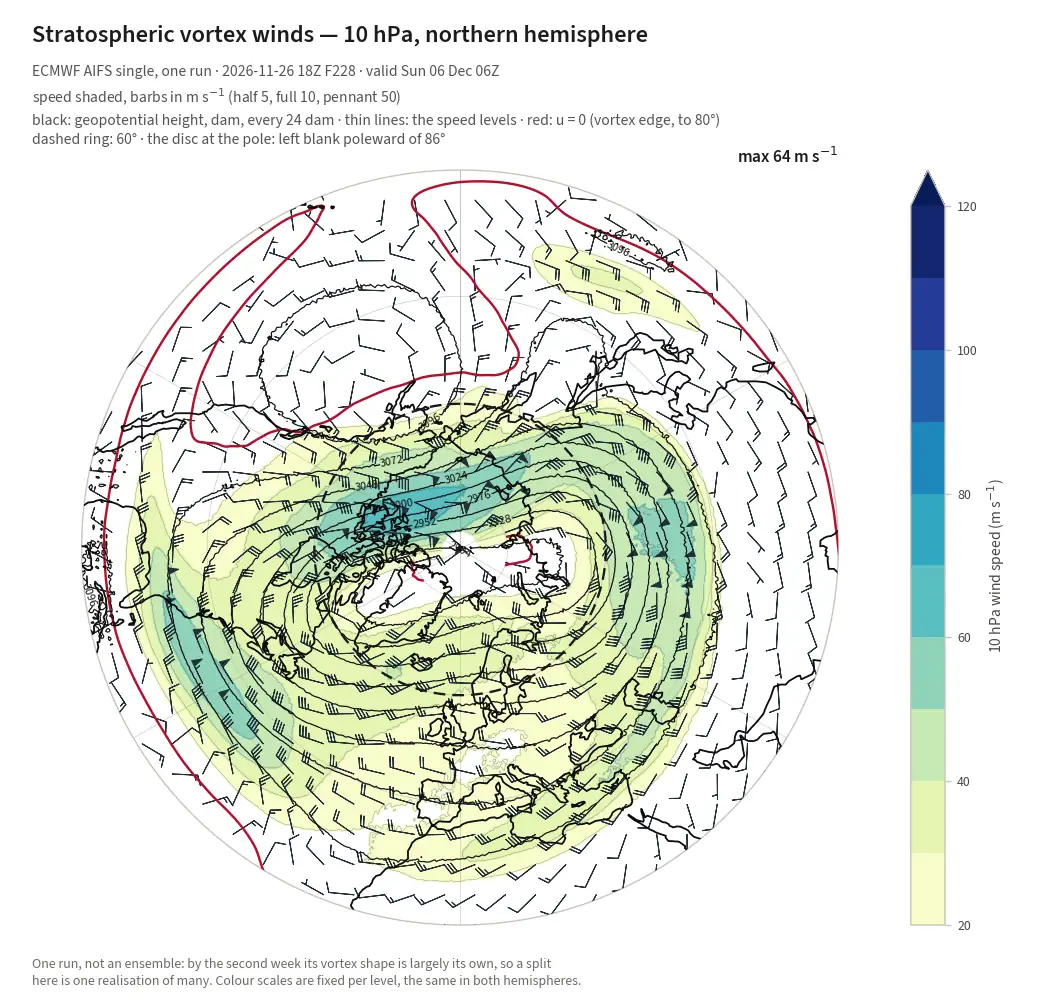 Stratospheric vortex winds — 10 hPa, northern hemisphere
ECMWF AIFS single, one run · 2026-11-26 18Z F228 · valid Sun 06 Dec 06Z
speed shaded, barbs in m s⁻¹ (half 5, full 10, pennant 50)
black: geopotential height, dam, every 24 dam · thin lines: the speed levels · red: u = 0 (vortex edge, to 80°)
dashed ring: 60° · the disc at the pole: left blank poleward of 86°
max 64 m s⁻¹
120
100
80
60
40
20
10 hPa wind speed (m s⁻¹)
3096
3072
3024
2976
2952
One run, not an ensemble: by the second week its vortex shape is largely its own, so a split
here is one realisation of many. Colour scales are fixed per level, the same in both hemispheres.